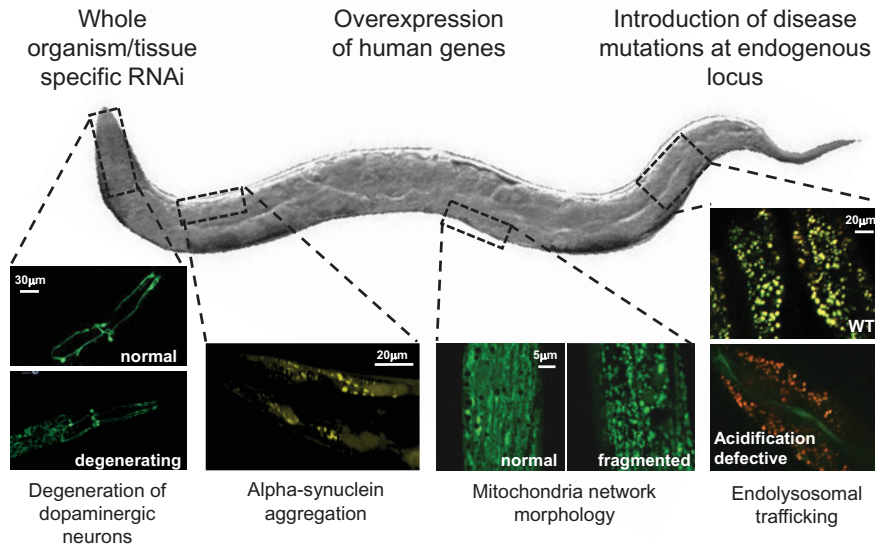 Whole
organism/tissue
specific RNAi
Overexpression
of human genes
Introduction of disease
mutations at endogenous
locus
30µm
normal
degenerating
20µm
5µm
normal
fragmented
20µm
WT
Acidification
defective
Degeneration of
dopaminergic
neurons
Alpha-synuclein
aggregation
Mitochondria network
morphology
Endolysosomal
trafficking